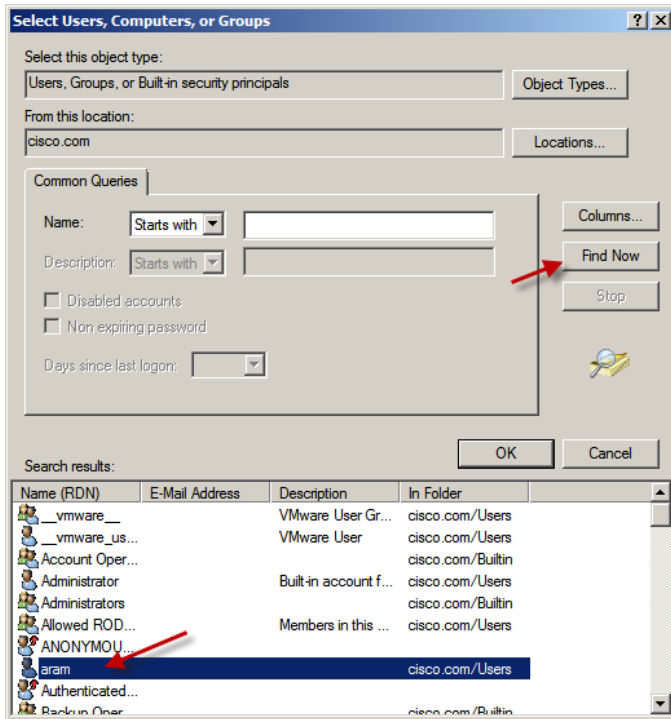 Select Users, Computers, or Groups
Select this object type:
Users, Groups, or Built-in security principals
Object Types...
From this location:
cisco.com
Locations...
Common Queries
Name: Starts with
Columns...
Description: Starts with
Find Now
Disabled accounts
Stop
Non expiring password
Days since last logon:
OK Cancel
Search results:
Name (RDN) E-Mail Address Description In Folder
__vmware__ VMware User Gr... cisco.com/Users
__vmware_us... VMware User cisco.com/Users
Account Oper... cisco.com/Builtin
Administrator Built-in account f... cisco.com/Users
Administrators cisco.com/Builtin
Allowed ROD... Members in this ... cisco.com/Users
ANONYMOU...
aram cisco.com/Users
Authenticated...
Backup Oper... cisco.com/Builtin